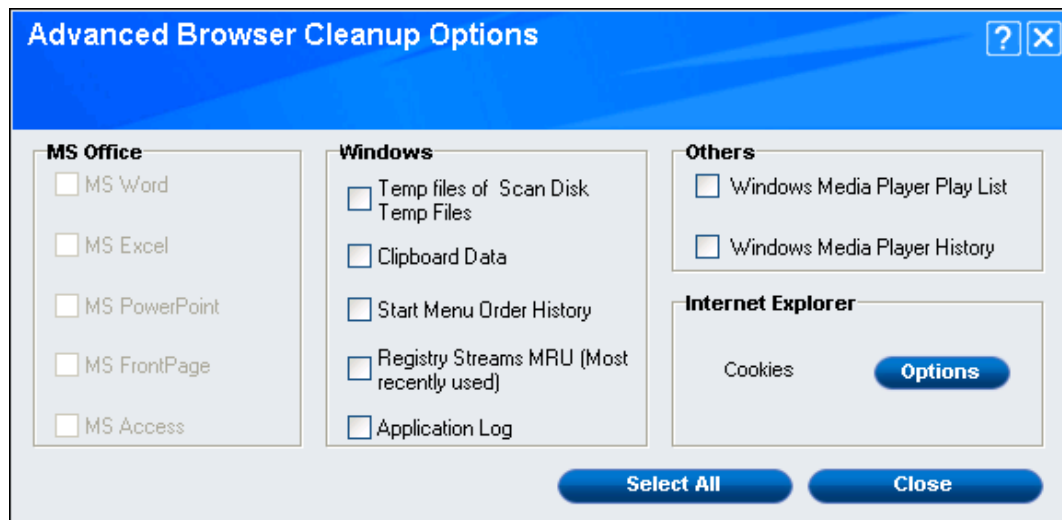 Advanced Browser Cleanup Options
?
MS Office
MS Word
MS Excel
MS PowerPoint
MS FrontPage
MS Access
Windows
Temp files of Scan Disk
Temp Files
Clipboard Data
Start Menu Order History
Registry Streams MRU (Most
recently used)
Application Log
Others
Windows Media Player Play List
Windows Media Player History
Internet Explorer
Cookies
Options
Select All
Close